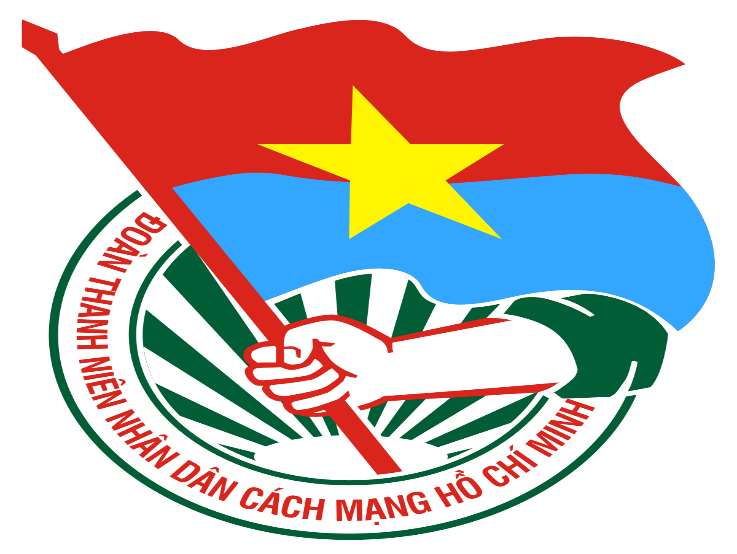 ĐOÀN THANH NIÊN NHÂN DÂN CÁCH MẠNG HỒ CHÍ MINH